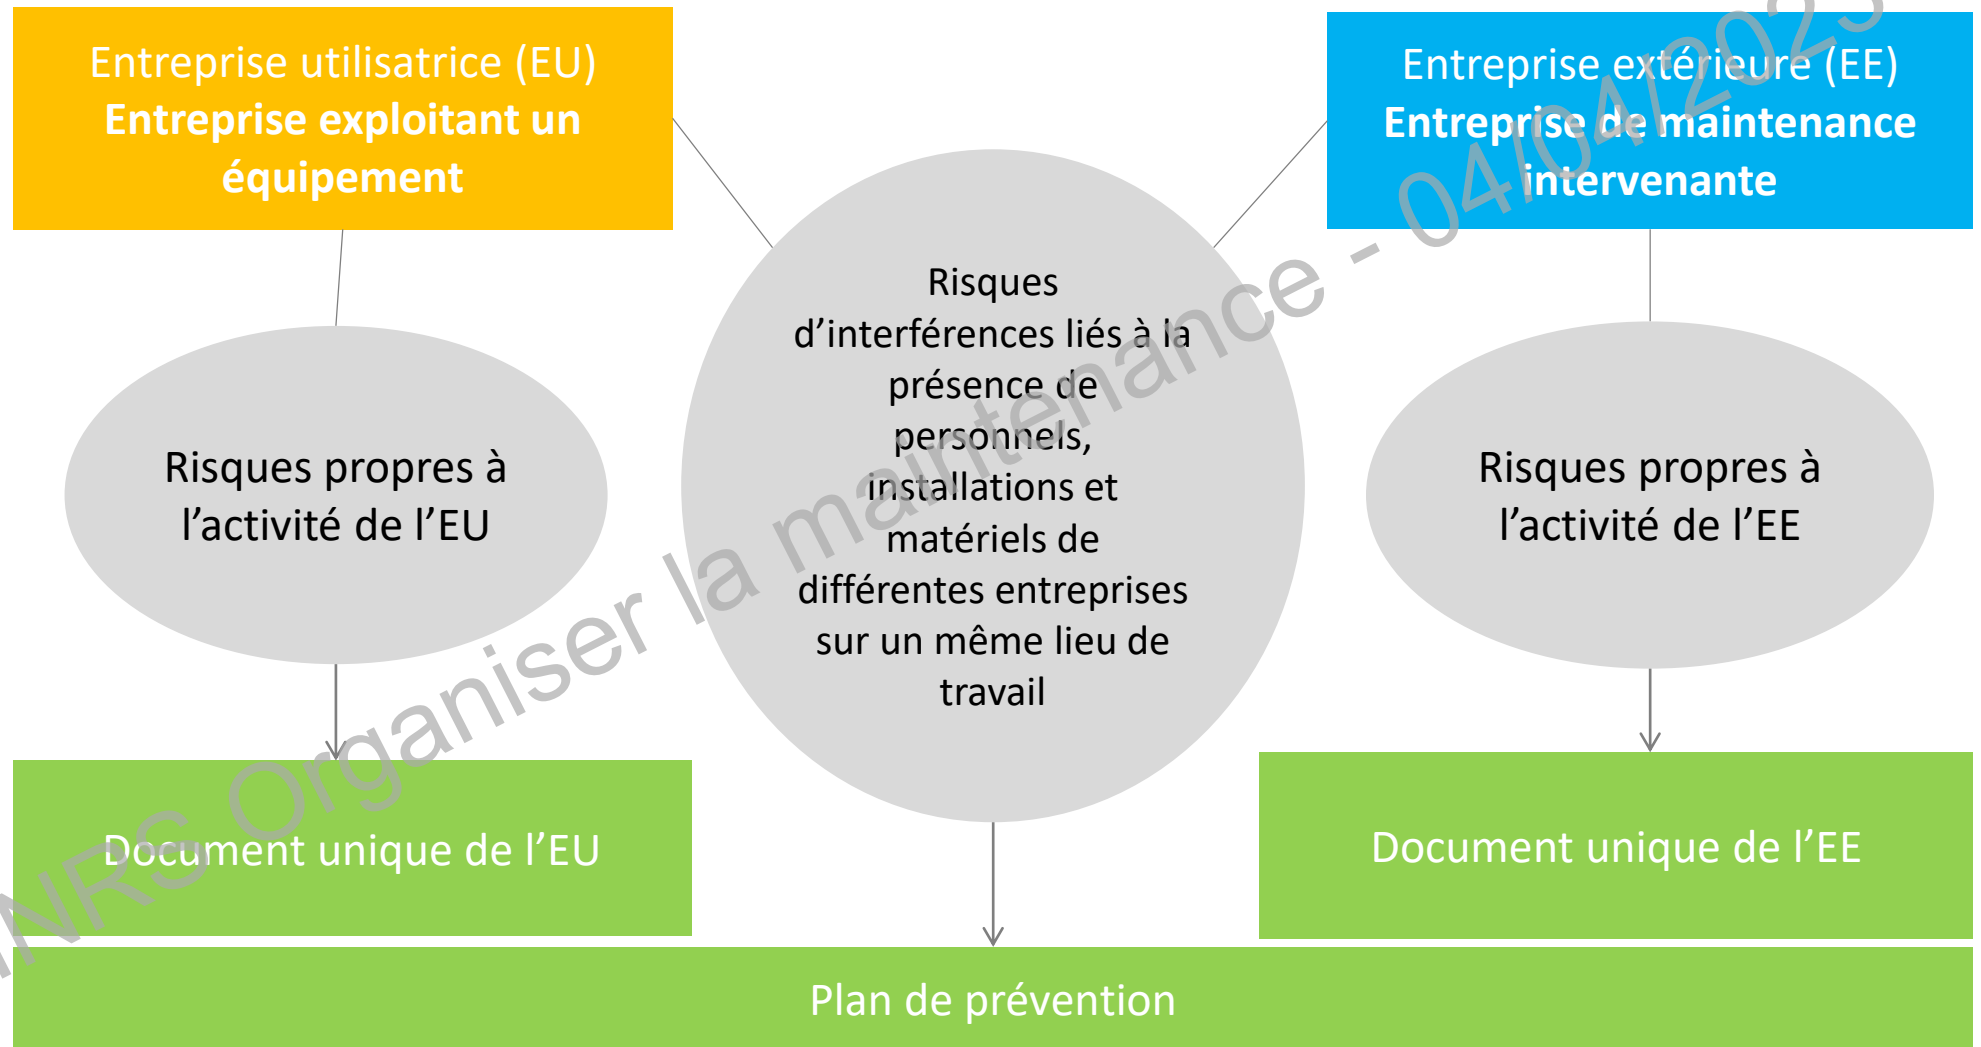 Entreprise utilisatrice (EU)
Entreprise exploitant un
équipement
Entreprise extérieure (EE)
Entreprise de maintenance
intervenante
Risques
d’interférences liés à la
présence de
personnels,
installations et
matériels de
différentes entreprises
sur un même lieu de
travail
Risques propres à
l’activité de l’EU
Risques propres à
l’activité de l’EE
Document unique de l’EU
Document unique de l’EE
Plan de prévention
INRS Organiser la maintenance - 04/04/2023